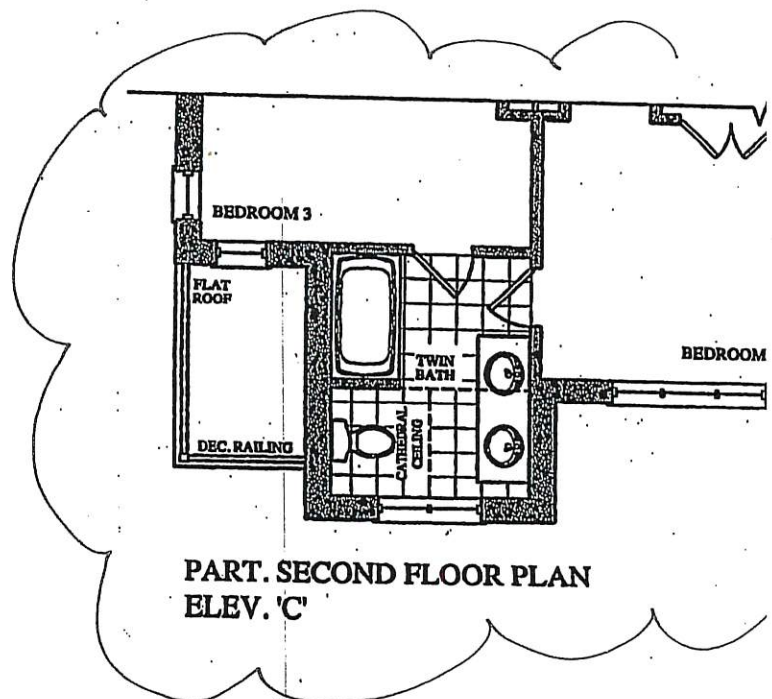 BEDROOM 3
FLAT
ROOF
TWIN
BATH
BEDROOM
CATHEDRAL
CEILING
DEC. RAILING
PART. SECOND FLOOR PLAN
ELEV. 'C'